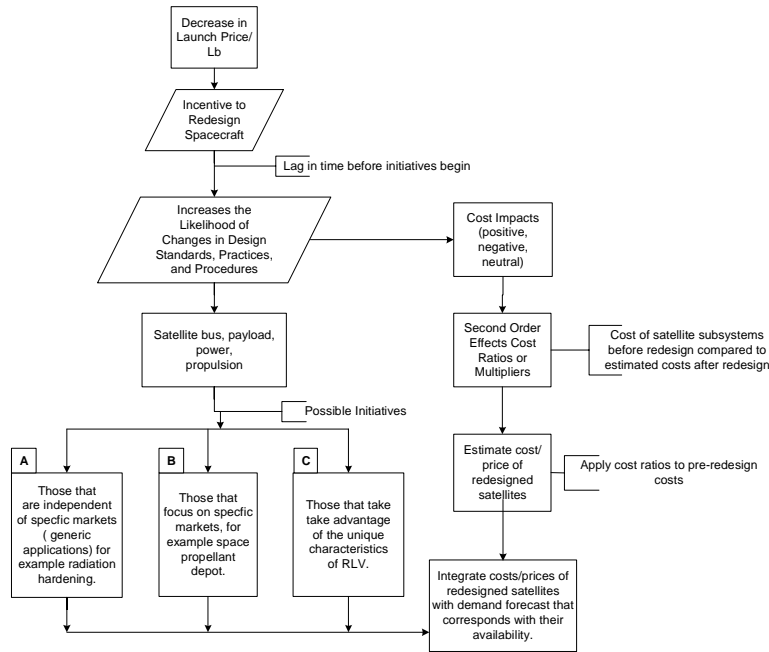 Decrease in
Launch Price/
Lb
Incentive to
Redesign
Spacecraft
Lag in time before initiatives begin
Increases the
Likelihood of
Changes in Design
Standards, Practices,
and Procedures
Cost Impacts
(positive,
negative,
neutral)
Satellite bus, payload,
power,
propulsion
Second Order
Effects Cost
Ratios or
Multipliers
Cost of satellite subsystems
before redesign compared to
estimated costs after redesign
Possible Initiatives
A
Those that
are independent
of specfic markets
( generic
applications) for
example radiation
hardening.
B
Those that
focus on specfic
markets, for
example space
propellant
depot.
C
Those that take
take advantage
of the unique
characteristics
of RLV.
Estimate cost/
price of
redesigned
satellites
Apply cost ratios to pre-redesign
costs
Integrate costs/prices of
redesigned satellites
with demand forecast that
corresponds with their
availability.